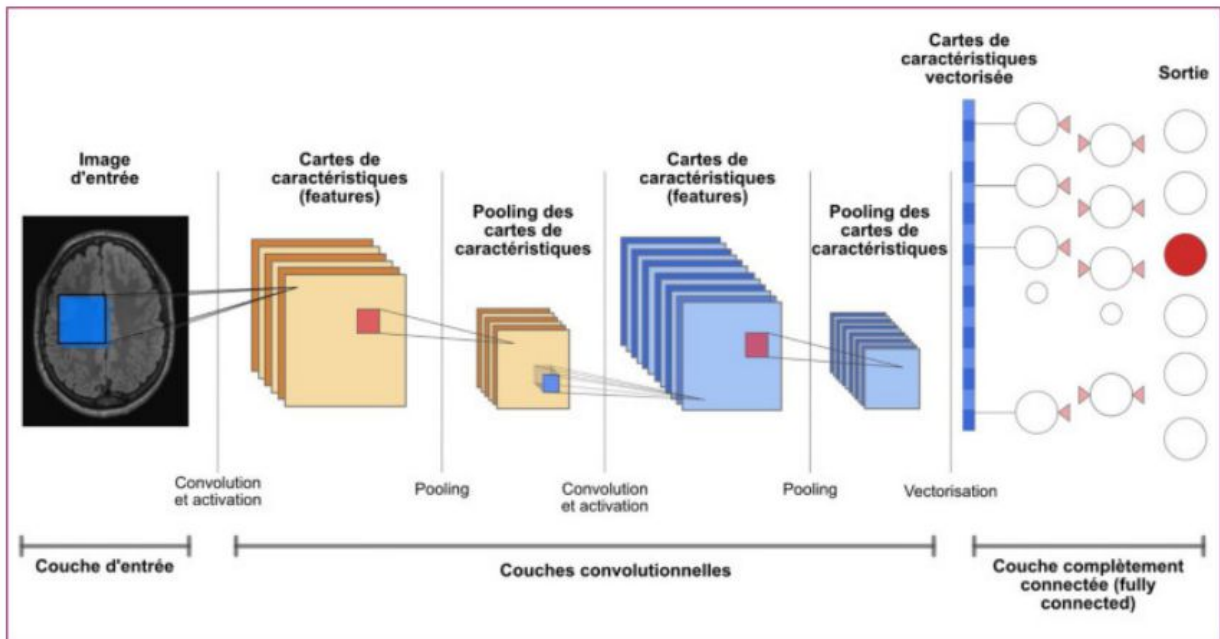 Cartes de
caractéristiques
vectorisée
Sortie
Image
d'entrée
Cartes de
caractéristiques
(features)
Pooling des
cartes de
caractéristiques
Cartes de
caractéristiques
(features)
Pooling des
cartes de
caractéristiques
Convolution
et activation
Pooling
Convolution
et activation
Pooling
Vectorisation
Couche d'entrée
Couches convolutionnelles
Couche complètement
connectée (fully
connected)